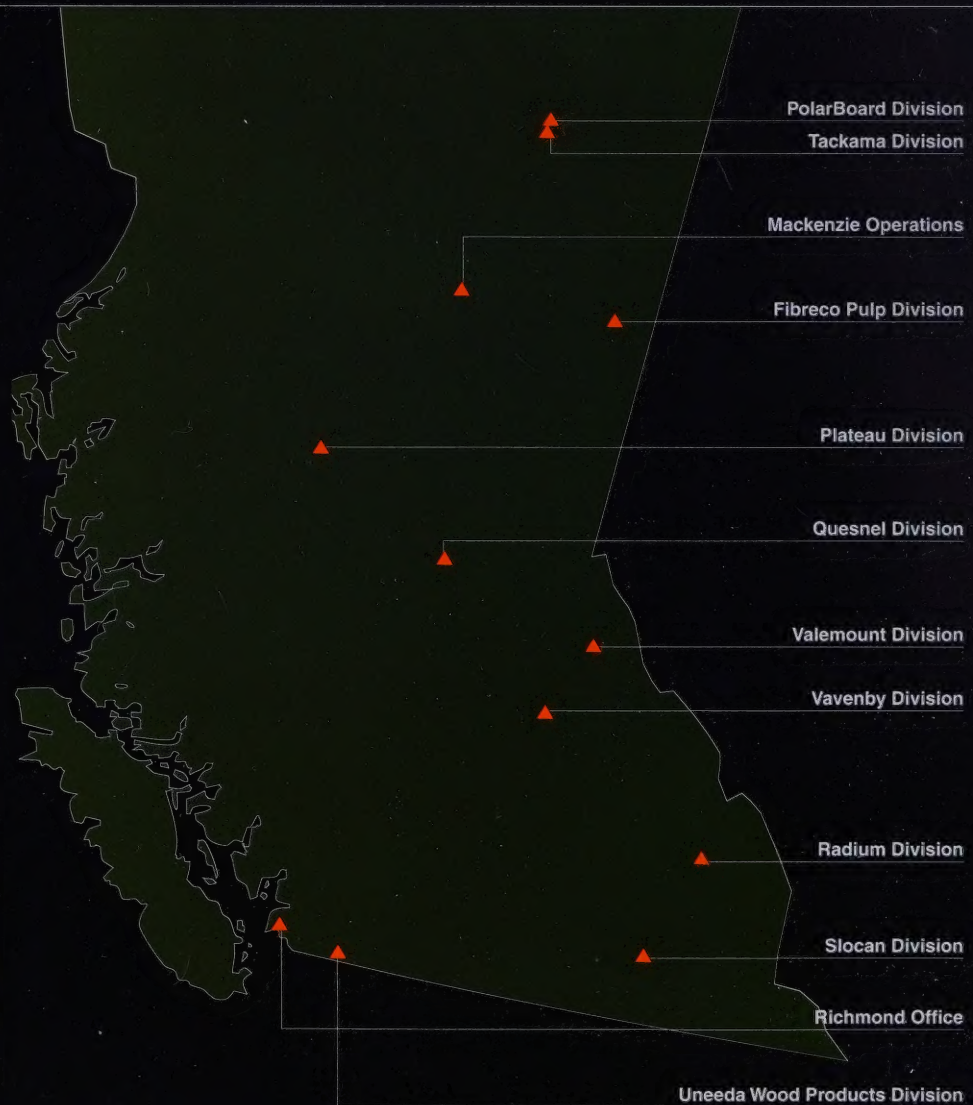 PolarBoard Division
Tackama Division
Mackenzie Operations
Fibreco Pulp Division
Plateau Division
Quesnel Division
Valemount Division
Vavenby Division
Radium Division
Slocan Division
Richmond Office
Uneeda Wood Products Division